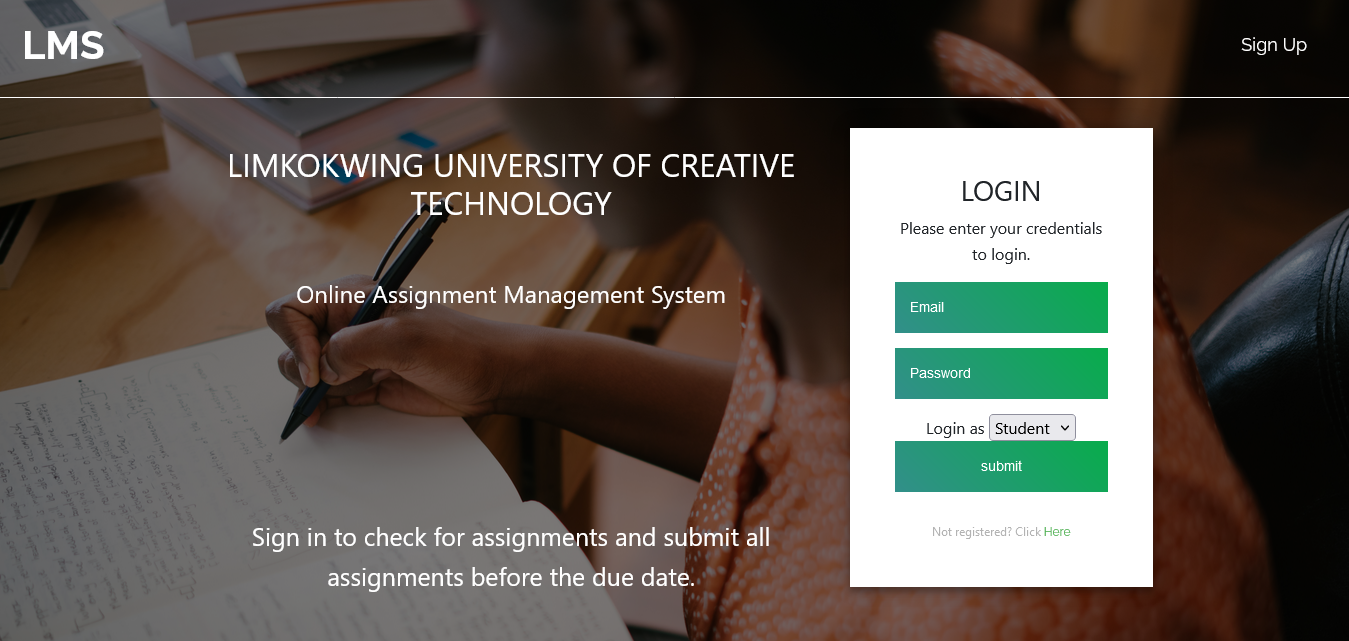 LMS
Sign Up
LIMKOKWING UNIVERSITY OF CREATIVE
TECHNOLOGY
Online Assignment Management System
Sign in to check for assignments and submit all
assignments before the due date.
LOGIN
Please enter your credentials
to login.
Email
Password
Login as Student
submit
Not registered? Click Here